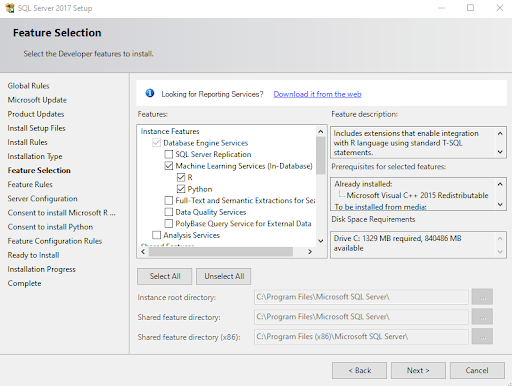 SQL Server 2017 Setup
Feature Selection
Select the Developer features to install.
Global Rules
Microsoft Update
Product Updates
Install Setup Files
Install Rules
Installation Type
Feature Selection
Feature Rules
Server Configuration
Consent to install Microsoft R ...
Consent to install Python
Feature Configuration Rules
Ready to Install
Installation Progress
Complete
Looking for Reporting Services? Download it from the web
Features:
Instance Features
Database Engine Services
SQL Server Replication
Machine Learning Services (In-Database)
R
Python
Full-Text and Semantic Extractions for Sea
Data Quality Services
PolyBase Query Service for External Data
Analysis Services
Shared Features
Feature description:
Includes extensions that enable integration
with R language using standard T-SQL
statements.
Prerequisites for selected features:
Already installed:
Microsoft Visual C++ 2015 Redistributable
To be installed from media:
Disk Space Requirements
Drive C: 1329 MB required, 840486 MB
available
Select All
Unselect All
Instance root directory: C:\Program Files\Microsoft SQL Server\ ...
Shared feature directory: C:\Program Files\Microsoft SQL Server\ ...
Shared feature directory (x86): C:\Program Files (x86)\Microsoft SQL Server\ ...
< Back
Next >
Cancel